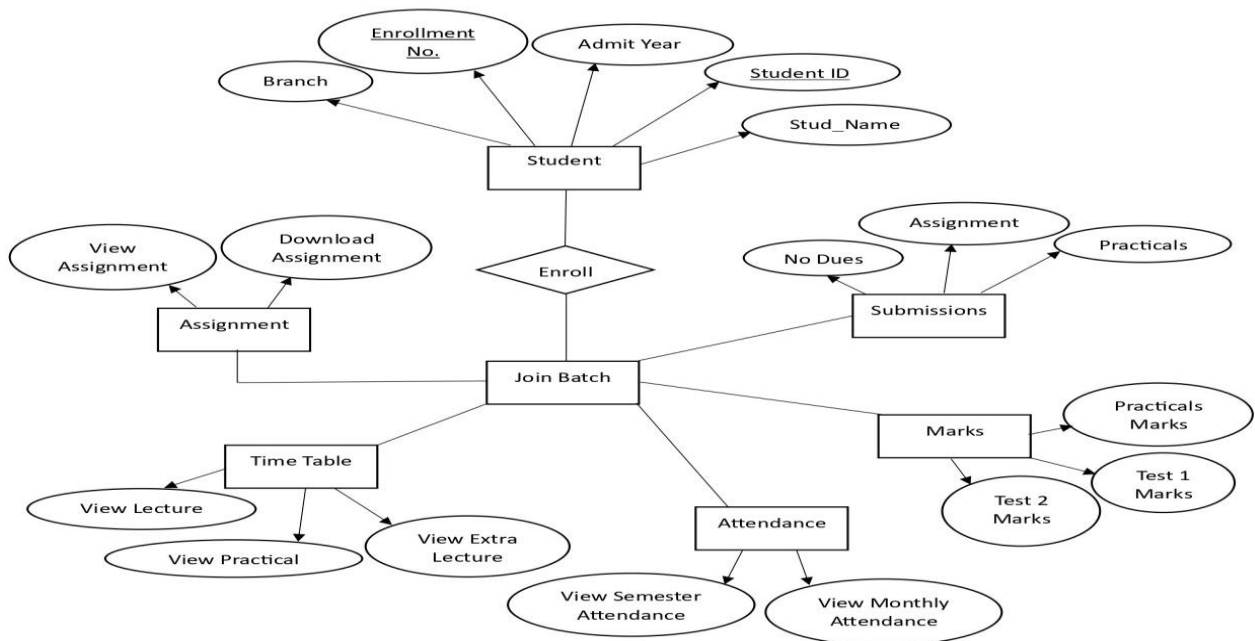 Enrollment
No.
Admit Year
Branch
Student ID
Stud_Name
Student
View
Assignment
Download
Assignment
Enroll
Assignment
No Dues
Practicals
Assignment
Submissions
Join Batch
Practicals
Marks
Marks
Time Table
Test 1
Marks
View Lecture
Test 2
Marks
Attendance
View Extra
Lecture
View Practical
View Semester
Attendance
View Monthly
Attendance